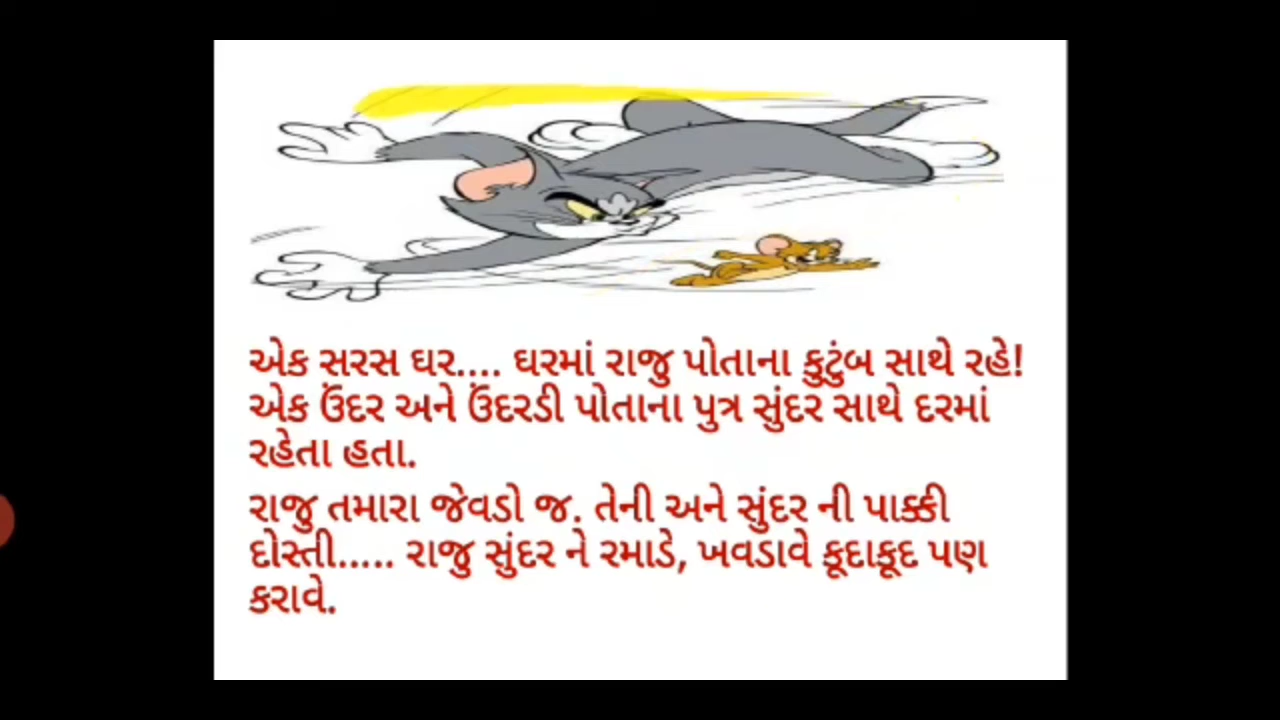 એક સરસ ઘર.... ઘરમાં રાજુ પોતાના કુટુંબ સાથે રહે!
એક ઉંદર અને ઉંદરડી પોતાના પુત્ર સુંદર સાથે દરમાં
રહેતા હતા.
રાજુ તમારા જેવડો જ. તેની અને સુંદર ની પાક્કી
દોસ્તી..... રાજુ સુંદર ને રમાડે, ખવડાવે કૂદાકૂદ પણ
કરાવે.